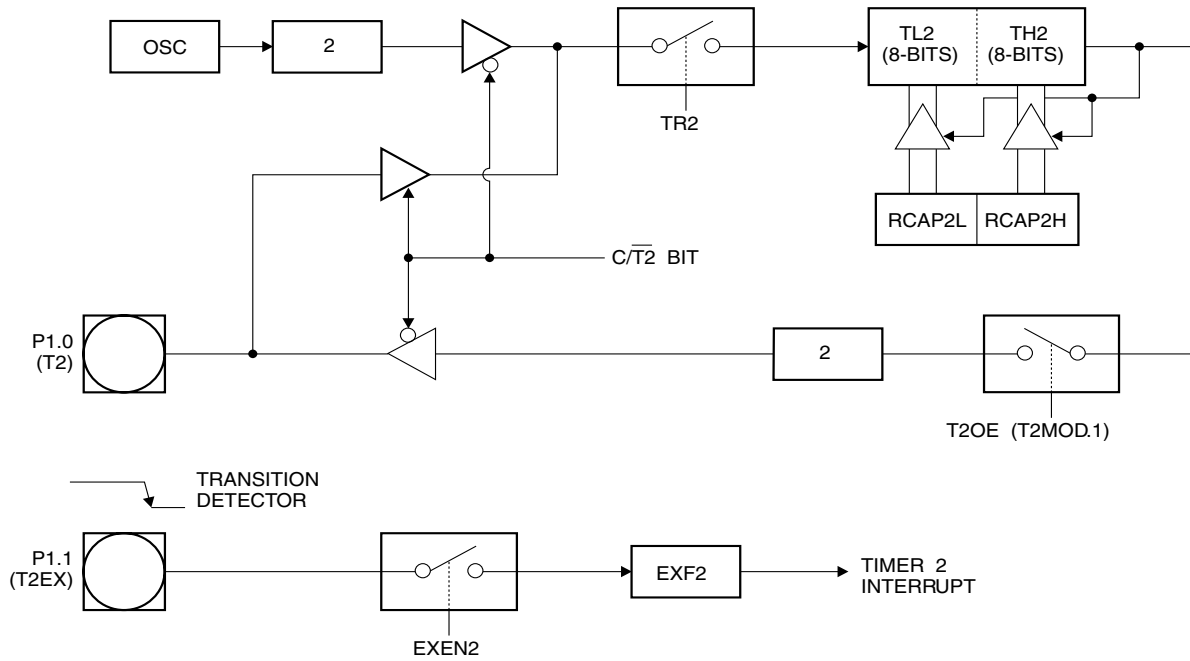 OSC
2
TR2
TL2
(8-BITS)
TH2
(8-BITS)
RCAP2L
RCAP2H
C/T2 BIT
P1.0
(T2)
2
T2OE (T2MOD.1)
TRANSITION
DETECTOR
P1.1
(T2EX)
EXEN2
EXF2
TIMER 2
INTERRUPT